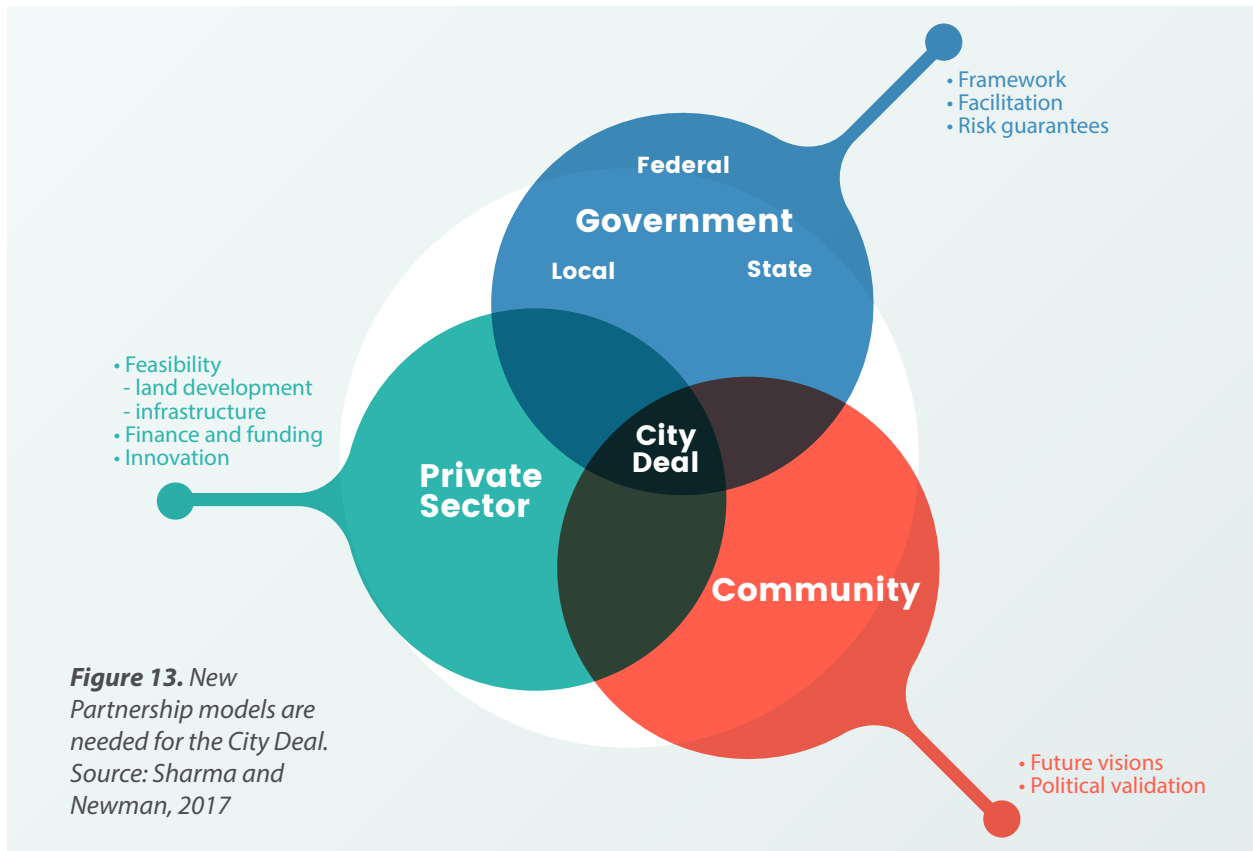 • Framework
• Facilitation
• Risk guarantees
Federal
Government
Local
State
• Feasibility
- land development
- infrastructure
• Finance and funding
• Innovation
Private
Sector
City
Deal
Community
Figure 13. New
Partnership models are
needed for the City Deal.
Source: Sharma and
Newman, 2017
• Future visions
• Political validation